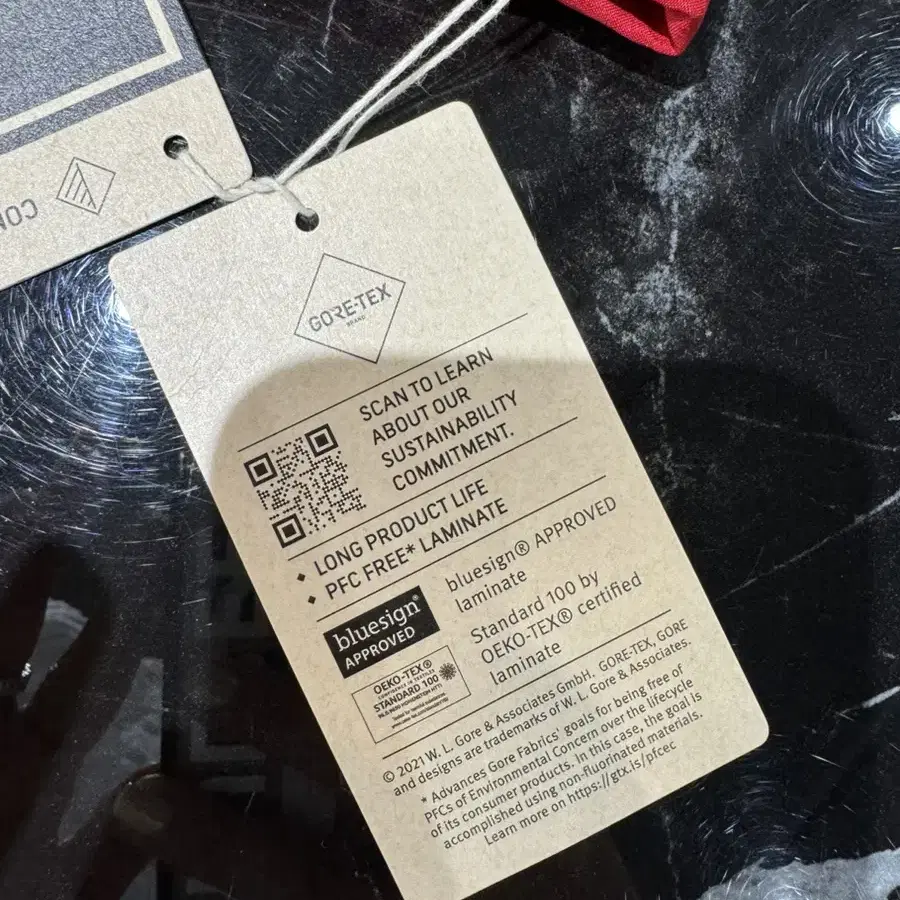 GORE-TEX
BRAND
SCAN TO LEARN
ABOUT OUR
SUSTAINABILITY
COMMITMENT.
LONG PRODUCT LIFE
PFC FREE* LAMINATE
bluesign®
APPROVED
bluesign® APPROVED
laminate
OEKO-TEX®
CONFIDENCE IN TEXTILES
STANDARD 100
Standard 100 by
OEKO-TEX® certified
laminate
© 2021 W. L. Gore & Associates GmbH. GORE-TEX, GORE
and designs are trademarks of W. L. Gore & Associates.
* Advances Gore Fabrics' goals for being free of
PFCs of Environmental Concern over the lifecycle
of its consumer products. In this case, the goal is
accomplished using non-fluorinated materials.
Learn more on https://gtx.is/pfcec